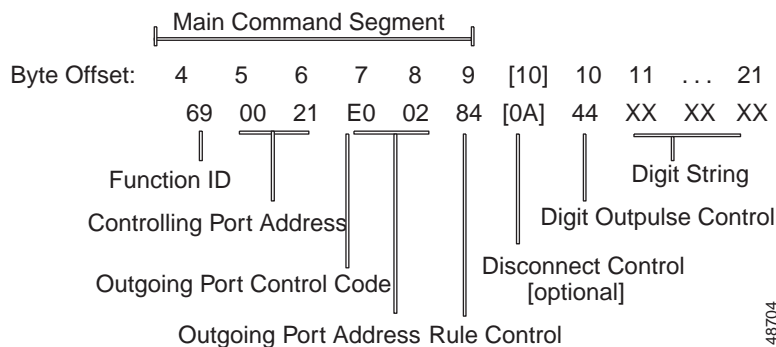 Main Command Segment
Byte Offset: 4 5 6 7 8 9 [10] 10 11 ... 21
69 00 21 E0 02 84 [0A] 44 XX XX XX
Function ID
Digit String
Controlling Port Address
Digit Outpulse Control
Outgoing Port Control Code
Disconnect Control
[optional]
Outgoing Port Address Rule Control
48704